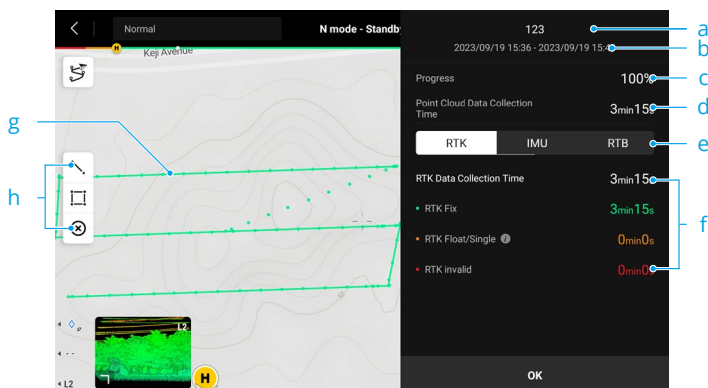 Normal
N mode - Standby
H
Keji Avenue
L2
- -
L2
H
123
2023/09/19 15:36 - 2023/09/19 15:4
Progress
100%
Point Cloud Data Collection
Time
3min15s
RTK
IMU
RTB
RTK Data Collection Time
3min15
RTK Fix
3min15s
RTK Float/Single
0min0s
RTK invalid
0min0s
OK
a
b
c
d
e
f
g
h